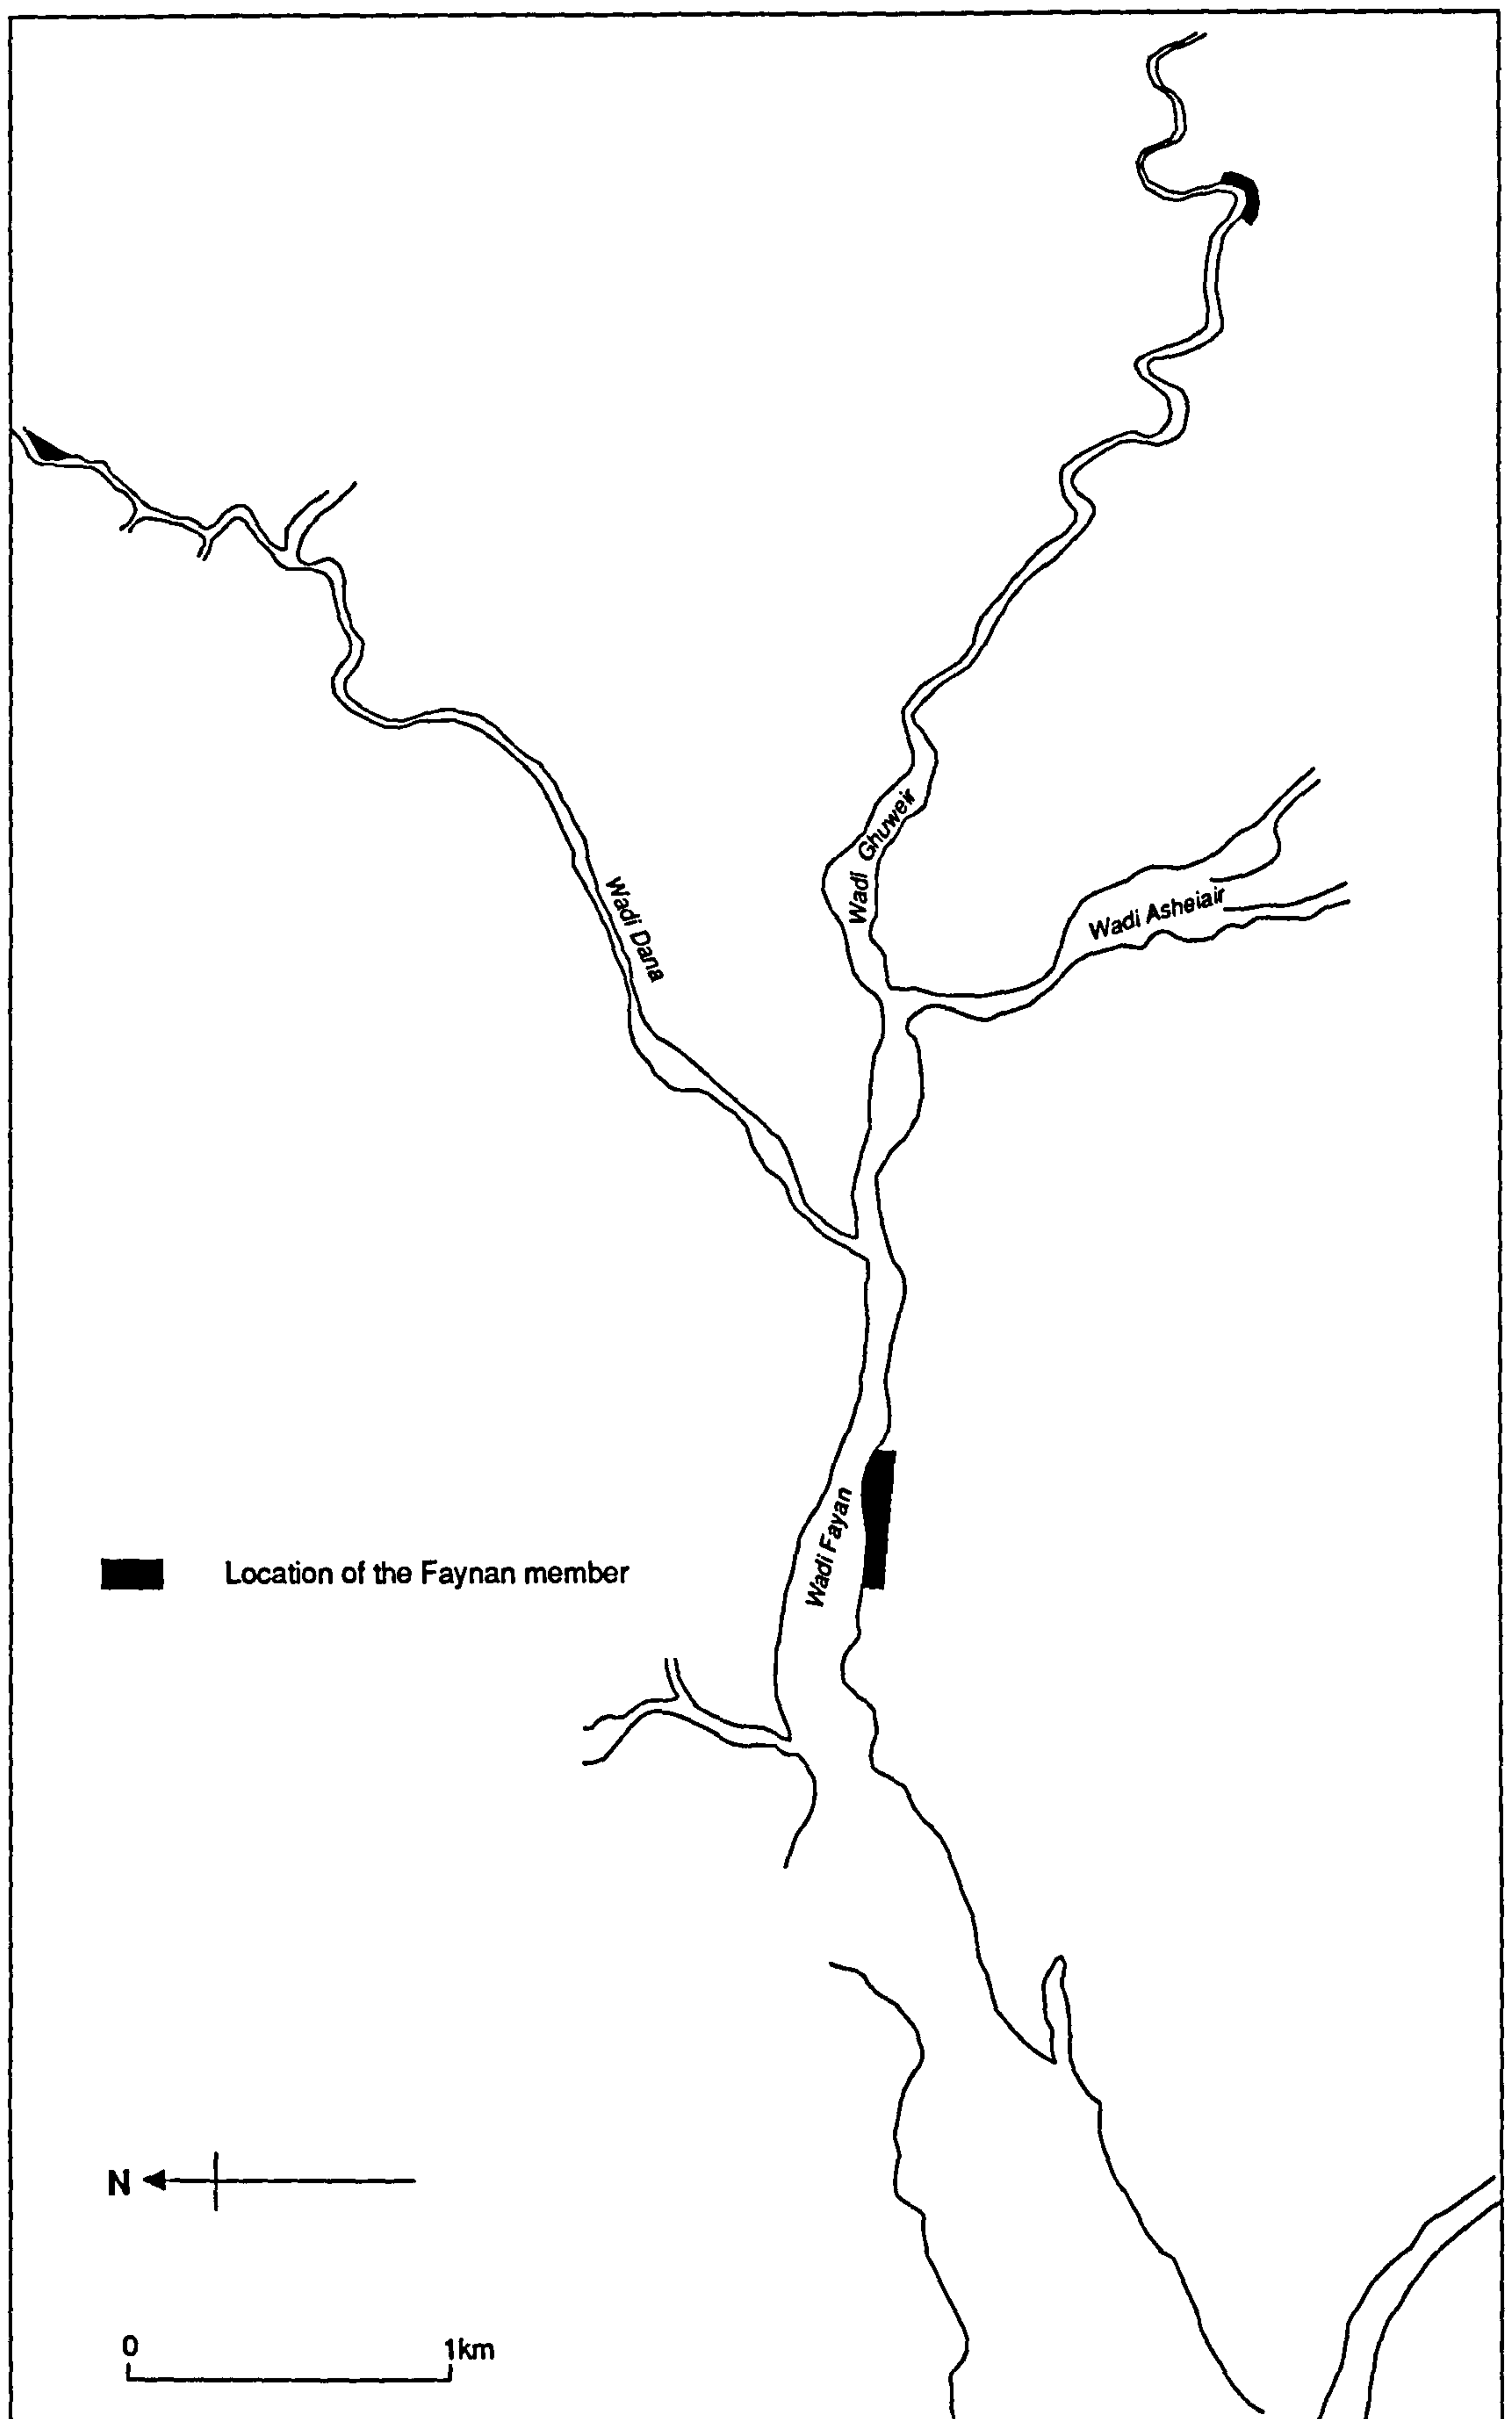 Wadi Ghuweir
Wadi Dana
Wadi Asheiair
Wadi Fayan
Location of the Faynan member
N
0 1km